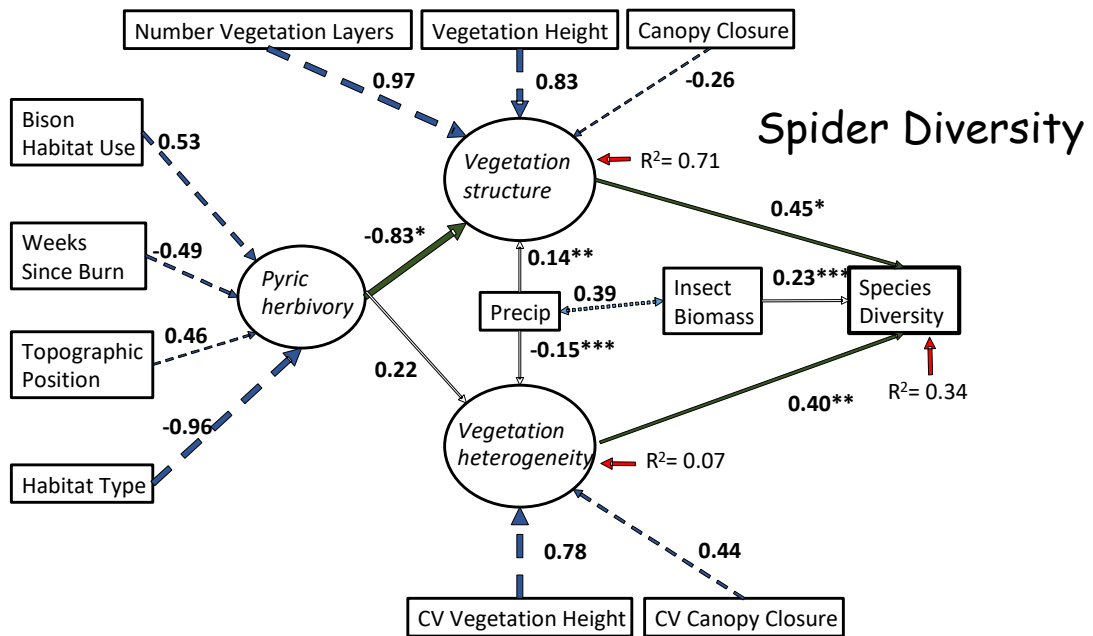 Number Vegetation Layers
Vegetation Height
Canopy Closure
0.97
0.83
-0.26
Spider Diversity
Bison
Habitat Use
0.53
Vegetation
structure
R²= 0.71
0.45*
Weeks
Since Burn
-0.49
-0.83*
Pyric
herbivory
0.14**
Precip
0.39
Insect
Biomass
0.23***
Species
Diversity
Topographic
Position
0.46
0.22
-0.15***
R²= 0.34
0.40**
-0.96
Habitat Type
Vegetation
heterogeneity
R²= 0.07
0.78
0.44
CV Vegetation Height
CV Canopy Closure